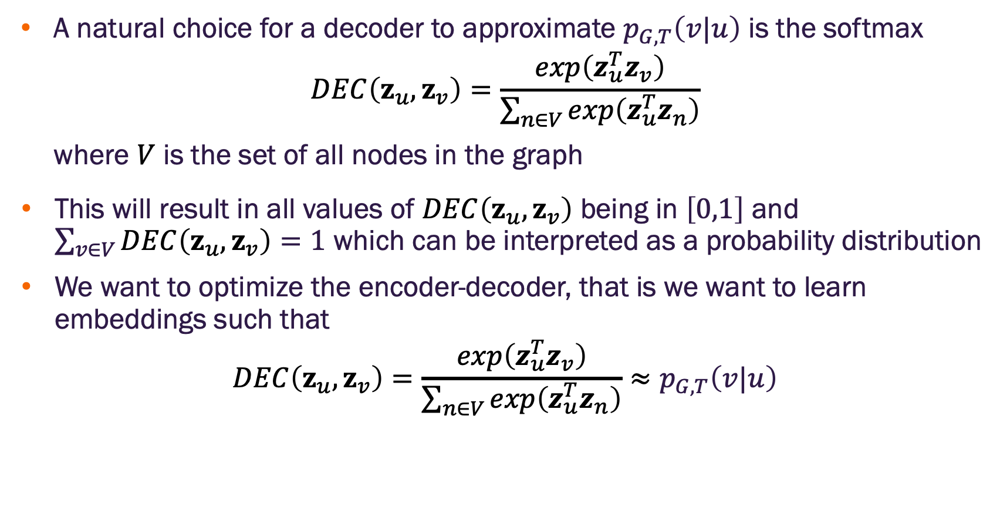 • A natural choice for a decoder to approximate $p_{G,T}(v|u)$ is the softmax
$DEC(\mathbf{z}_u, \mathbf{z}_v) = \frac{exp(\mathbf{z}_u^T \mathbf{z}_v)}{\sum_{n \in V} exp(\mathbf{z}_u^T \mathbf{z}_n)}$
where $V$ is the set of all nodes in the graph
• This will result in all values of $DEC(\mathbf{z}_u, \mathbf{z}_v)$ being in $[0,1]$ and
$\sum_{v \in V} DEC(\mathbf{z}_u, \mathbf{z}_v) = 1$ which can be interpreted as a probability distribution
• We want to optimize the encoder-decoder, that is we want to learn
embeddings such that
$DEC(\mathbf{z}_u, \mathbf{z}_v) = \frac{exp(\mathbf{z}_u^T \mathbf{z}_v)}{\sum_{n \in V} exp(\mathbf{z}_u^T \mathbf{z}_n)} \approx p_{G,T}(v|u)$